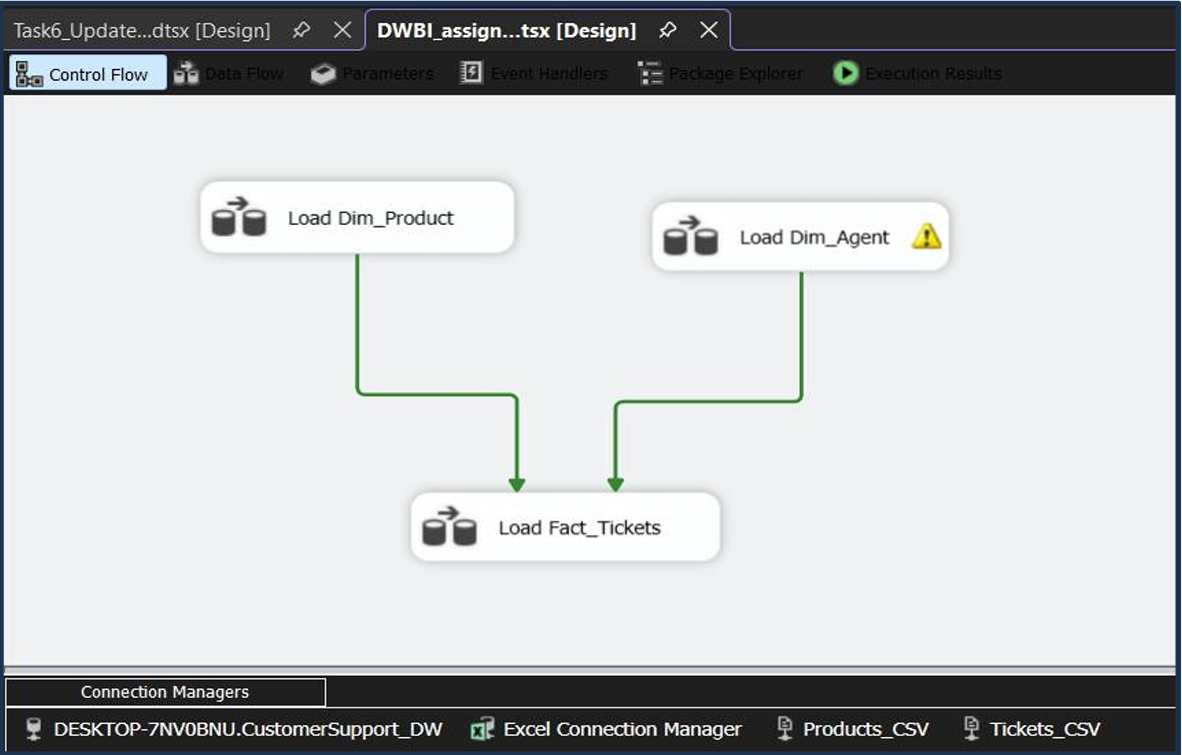 Task6_Update...dtsx [Design] DWBI_assign...tsx [Design]
Control Flow Data Flow Parameters Event Handlers Package Explorer Execution Results
Load Dim_Product
Load Dim_Agent
Load Fact_Tickets
Connection Managers
DESKTOP-7NV0BNU.CustomerSupport_DW Excel Connection Manager Products_CSV Tickets_CSV